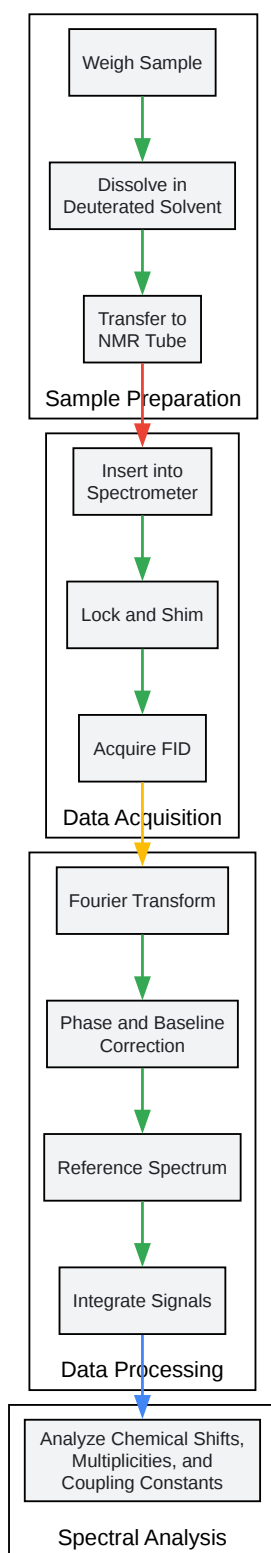 Weigh Sample
Dissolve in
Deuterated Solvent
Transfer to
NMR Tube
Sample Preparation
Insert into
Spectrometer
Lock and Shim
Acquire FID
Data Acquisition
Fourier Transform
Phase and Baseline
Correction
Reference Spectrum
Integrate Signals
Data Processing
Analyze Chemical Shifts,
Multiplicities, and
Coupling Constants
Spectral Analysis